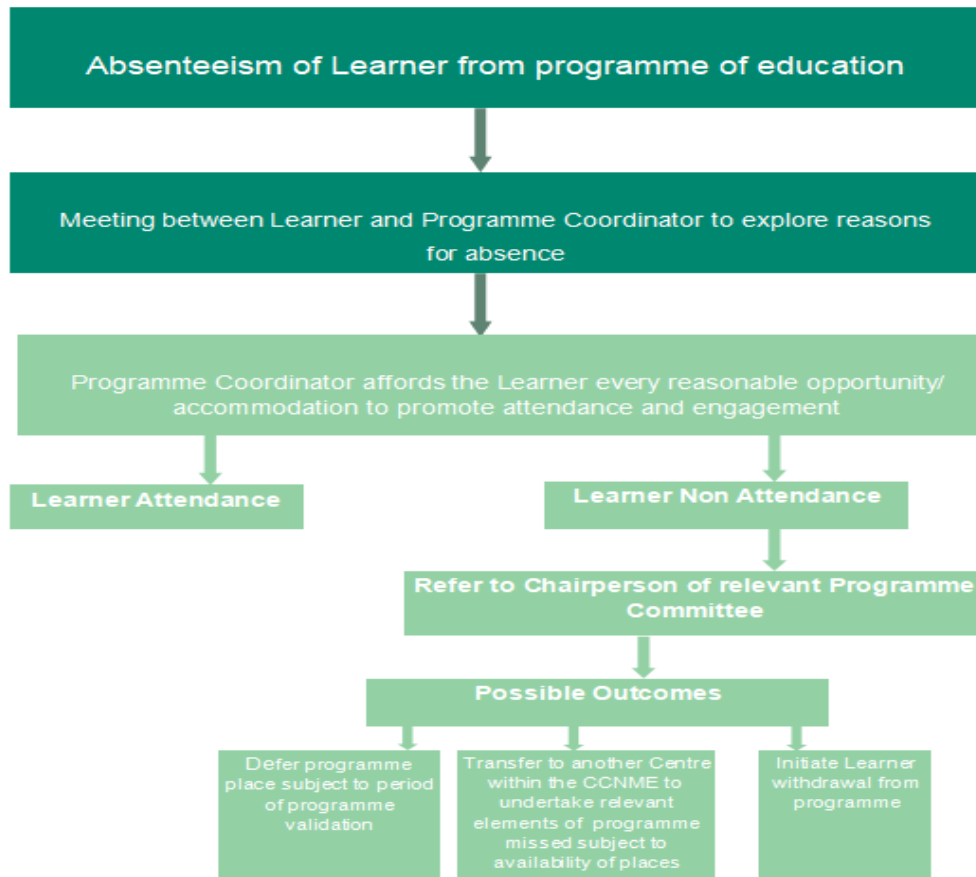 Absenteeism of Learner from programme of education
Meeting between Learner and Programme Coordinator to explore reasons
for absence
Programme Coordinator affords the Learner every reasonable opportunity/
accommodation to promote attendance and engagement
Learner Attendance
Learner Non Attendance
Refer to Chairperson of relevant Programme
Committee
Possible Outcomes
Defer programme
place subject to period
of programme
validation
Transfer to another Centre
within the CCNME to
undertake relevant
elements of programme
missed subject to
availability of places
Initiate Learner
withdrawal from
programme